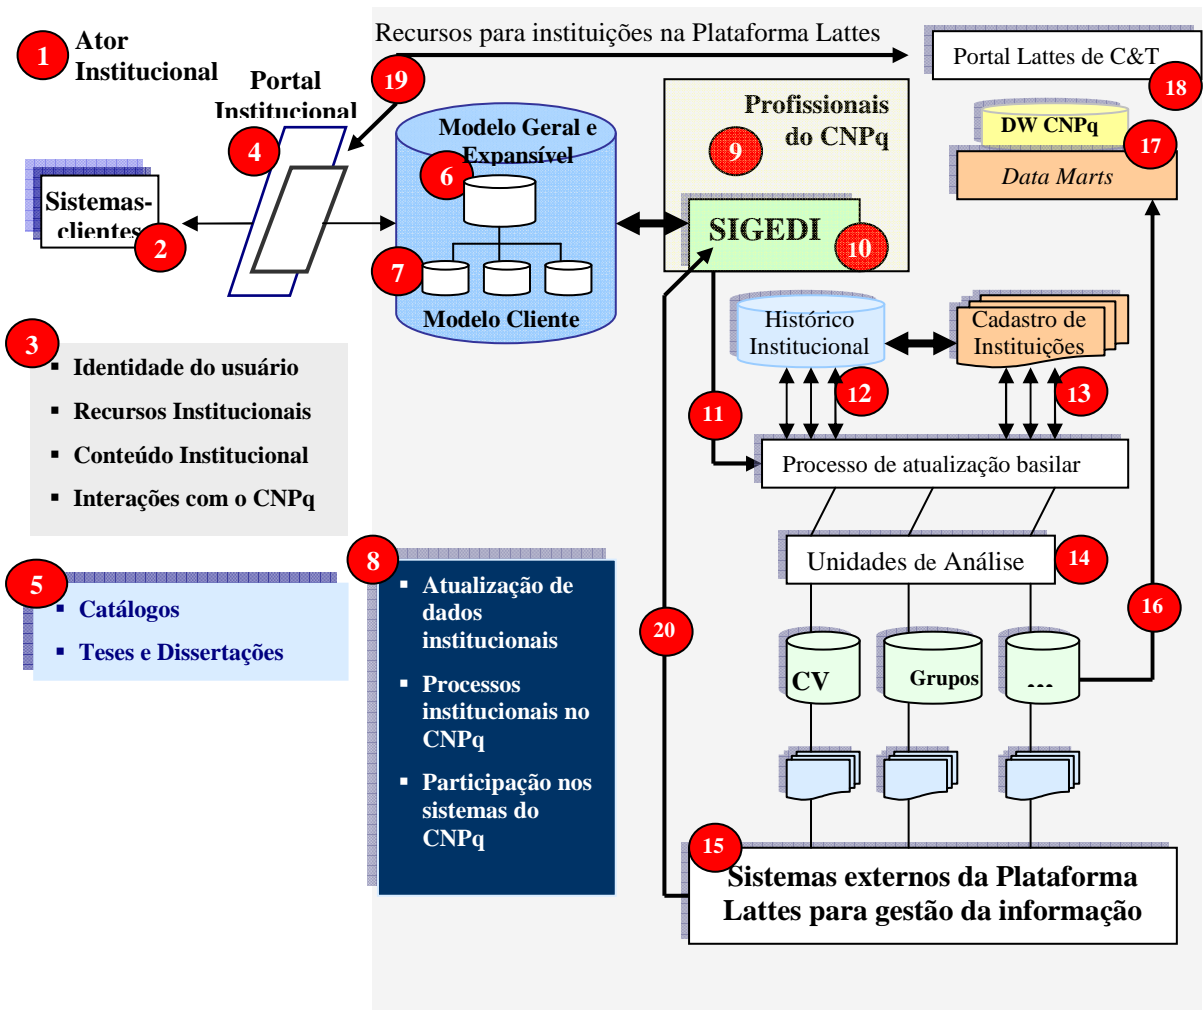 Recursos para instituições na Plataforma Lattes
1
Ator
Institucional
19
Portal Lattes de C&T
18
Portal
Institucional
4
Modelo Geral e
Expansível
6
7
Modelo Cliente
Profissionais
do CNPq
9
SIGEDI
10
DW CNPq
17
Data Marts
Sistemas-
clientes
2
3
▪ Identidade do usuário
▪ Recursos Institucionais
▪ Conteúdo Institucional
▪ Interações com o CNPq
Histórico
Institucional
12
Cadastro de
Instituições
13
11
Processo de atualização basilar
Unidades de Análise
14
5
▪ Catálogos
▪ Teses e Dissertações
8
▪ Atualização de
dados
institucionais
▪ Processos
institucionais no
CNPq
▪ Participação nos
sistemas do
CNPq
20
16
CV
Grupos
...
15
Sistemas externos da Plataforma
Lattes para gestão da informação